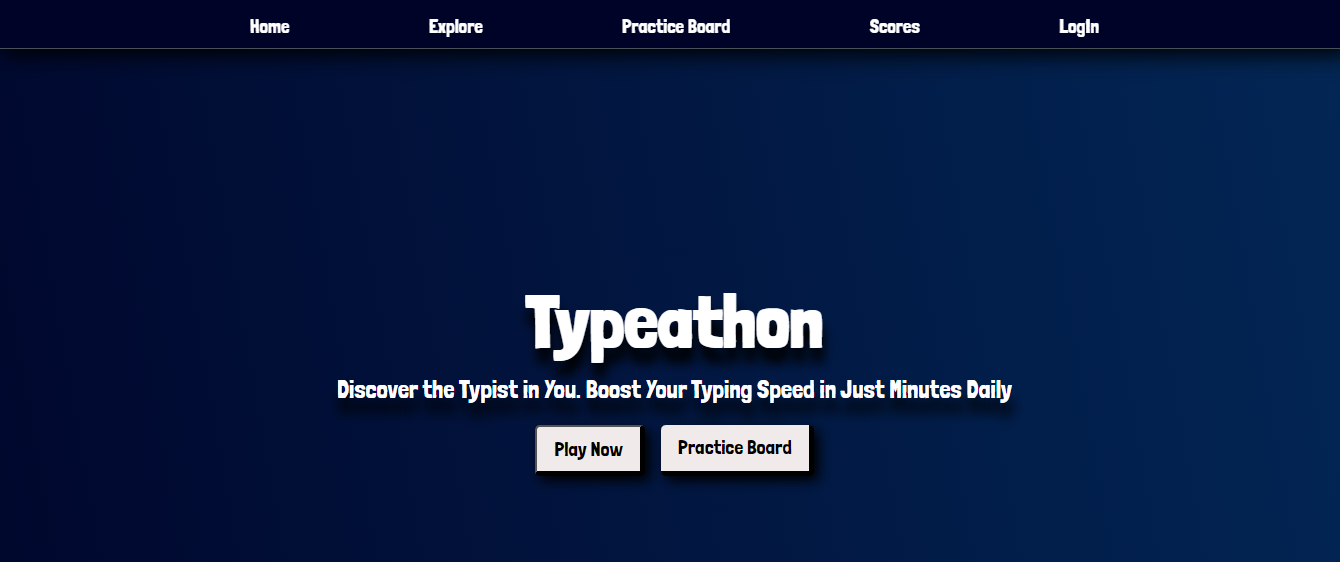 Home Explore Practice Board Scores LogIn
Typeathon
Discover the Typist in You. Boost Your Typing Speed in Just Minutes Daily
Play Now Practice Board